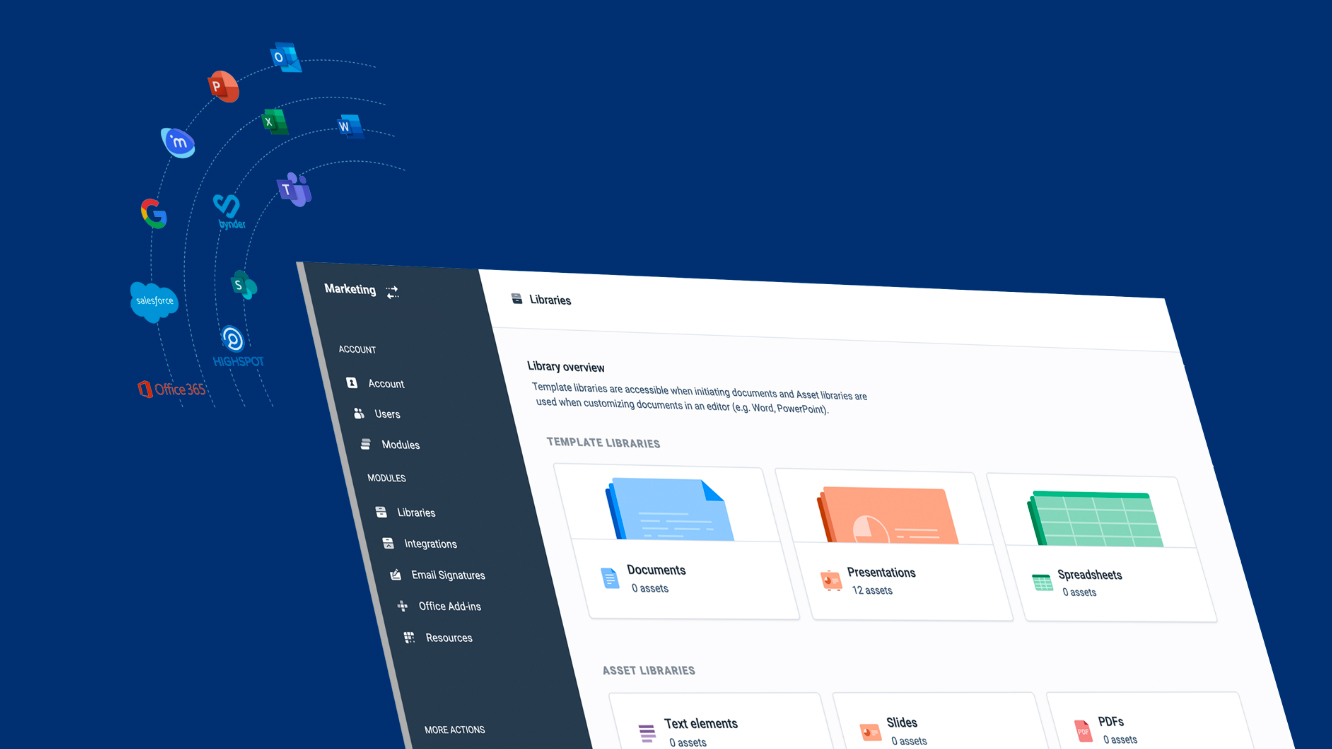 O
P
X
W
m
T
G
bynder
S
salesforce
HIGHSPOT
Office 365
Marketing
ACCOUNT
Account
Users
Modules
MODULES
Libraries
Integrations
Email Signatures
Office Add-ins
Resources
MORE ACTIONS
Libraries
Library overview
Template libraries are accessible when initiating documents and Asset libraries are
used when customizing documents in an editor (e.g. Word, PowerPoint).
TEMPLATE LIBRARIES
Documents
0 assets
Presentations
12 assets
Spreadsheets
0 assets
ASSET LIBRARIES
Text elements
0 assets
Slides
0 assets
PDF
PDFs
0 assets